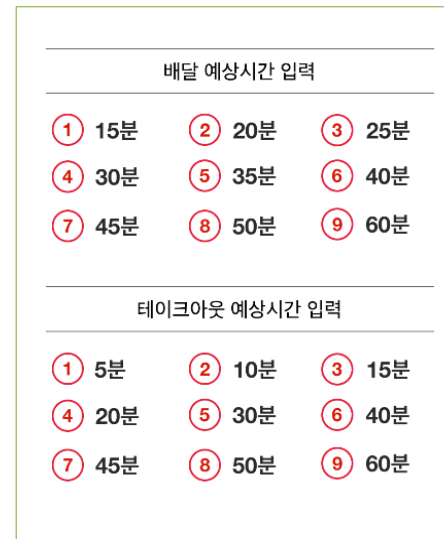 배달 예상시간 입력
1 15분 2 20분 3 25분
4 30분 5 35분 6 40분
7 45분 8 50분 9 60분
테이크아웃 예상시간 입력
1 5분 2 10분 3 15분
4 20분 5 30분 6 40분
7 45분 8 50분 9 60분